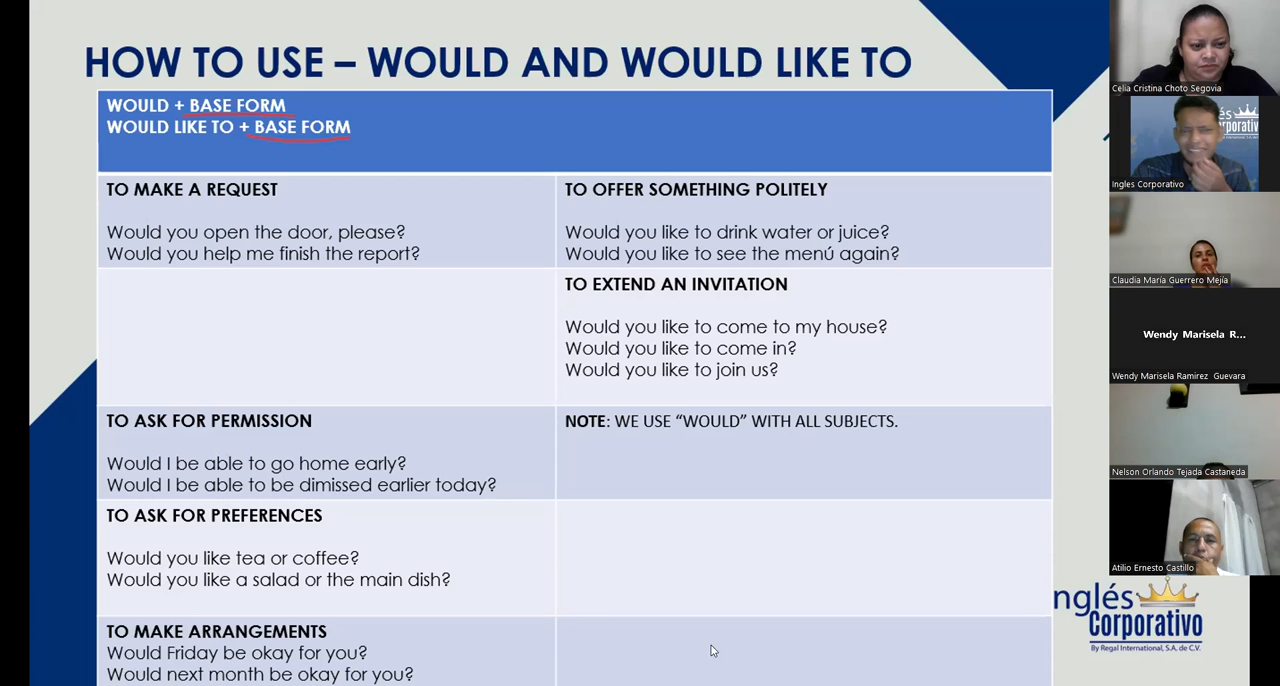 HOW TO USE – WOULD AND WOULD LIKE TO
WOULD + BASE FORM
WOULD LIKE TO + BASE FORM
TO MAKE A REQUEST
Would you open the door, please?
Would you help me finish the report?
TO OFFER SOMETHING POLITELY
Would you like to drink water or juice?
Would you like to see the menú again?
TO EXTEND AN INVITATION
Would you like to come to my house?
Would you like to come in?
Would you like to join us?
TO ASK FOR PERMISSION
Would I be able to go home early?
Would I be able to be dimissed earlier today?
NOTE: WE USE “WOULD” WITH ALL SUBJECTS.
TO ASK FOR PREFERENCES
Would you like tea or coffee?
Would you like a salad or the main dish?
TO MAKE ARRANGEMENTS
Would Friday be okay for you?
Would next month be okay for you?
Celia Cristina Choto Segovia
és
rporativo
Ingles Corporativo
Claudia María Guerrero Mejía
Wendy Marisela R...
Wendy Marisela Ramírez Guevara
Nelson Orlando Tejada Castaneda
Atilio Ernesto Castillo
nglés
Corporativo
By Regal International, S.A. de C.V.